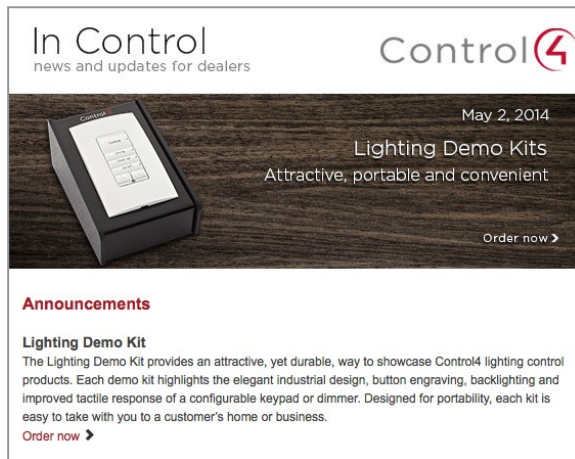 In Control
news and updates for dealers
Control4
Control4
May 2, 2014
Lighting Demo Kits
Attractive, portable and convenient
Order now >
Announcements
Lighting Demo Kit
The Lighting Demo Kit provides an attractive, yet durable, way to showcase Control4 lighting control
products. Each demo kit highlights the elegant industrial design, button engraving, backlighting and
improved tactile response of a configurable keypad or dimmer. Designed for portability, each kit is
easy to take with you to a customer's home or business.
Order now >